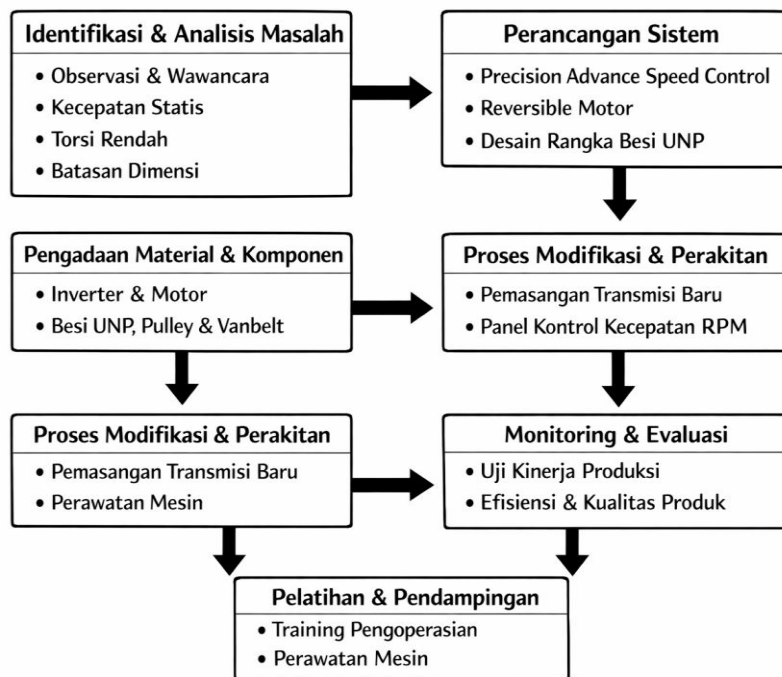 Identifikasi & Analisis Masalah
• Observasi & Wawancara
• Kecepatan Statis
• Torsi Rendah
• Batasan Dimensi
Perancangan Sistem
• Precision Advance Speed Control
• Reversible Motor
• Desain Rangka Besi UNP
Pengadaan Material & Komponen
• Inverter & Motor
• Besi UNP, Pulley & Vanbelt
Proses Modifikasi & Perakitan
• Pemasangan Transmisi Baru
• Panel Kontrol Kecepatan RPM
Proses Modifikasi & Perakitan
• Pemasangan Transmisi Baru
• Perawatan Mesin
Monitoring & Evaluasi
• Uji Kinerja Produksi
• Efisiensi & Kualitas Produk
Pelatihan & Pendampingan
• Training Pengoperasian
• Perawatan Mesin